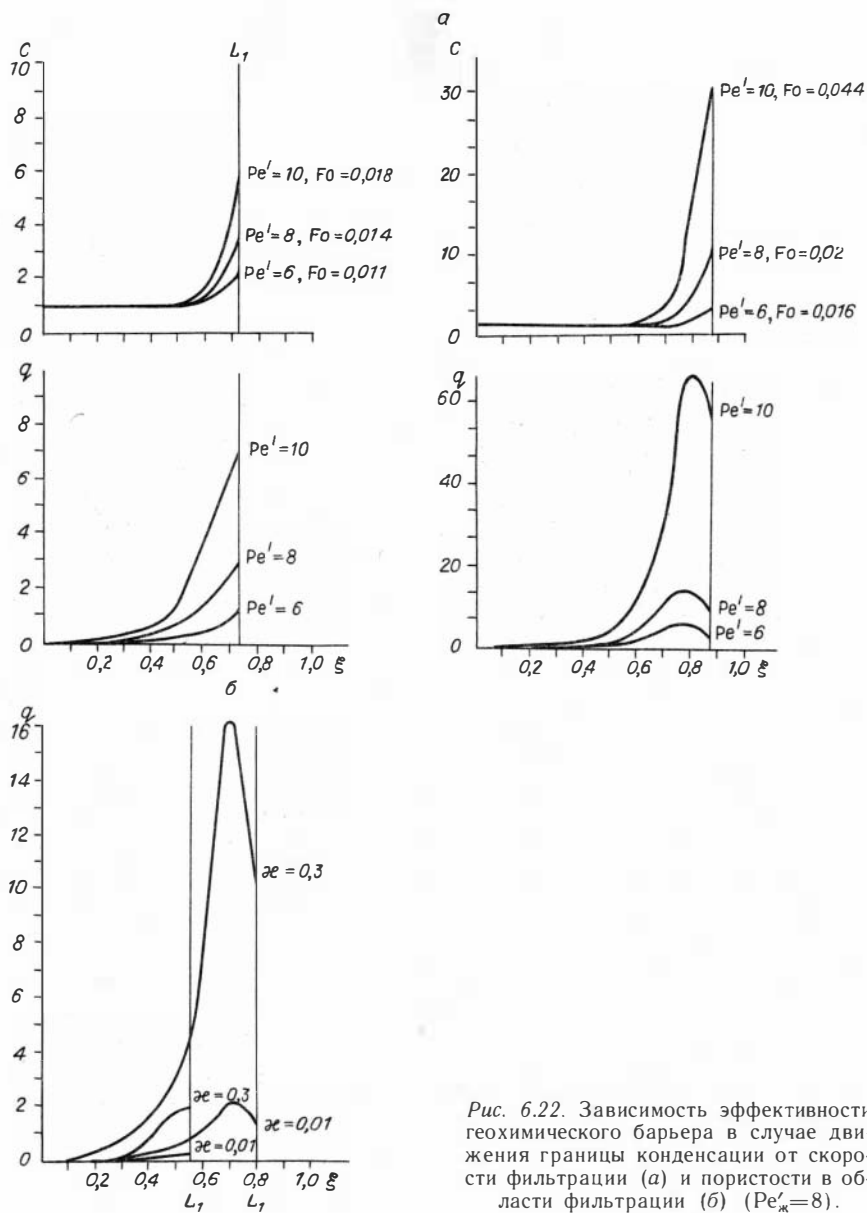 а
C
L₁
10
8
6
4
2
0
Pe′=10, Fo=0,018
Pe′=8, Fo=0,014
Pe′=6, Fo=0,011
C
30
20
10
0
Pe′=10, Fo=0,044
Pe′=8, Fo=0,02
Pe′=6, Fo=0,016
q
8
6
4
2
0
Pe′=10
Pe′=8
Pe′=6
0,2 0,4 0,6 0,8 1,0 ξ
q
60
40
20
0
Pe′=10
Pe′=8
Pe′=6
0,2 0,4 0,6 0,8 1,0 ξ
б
q
16
14
12
10
8
6
4
2
0
æ=0,3
æ=0,3
æ=0,01
æ=0,01
0,2 0,4 0,6 0,8 1,0 ξ
L₁ L₁
Рис. 6.22. Зависимость эффективности
геохимического барьера в случае дви-
жения границы конденсации от скоро-
сти фильтрации (а) и пористости в об-
ласти фильтрации (б) (Pe′ж=8).